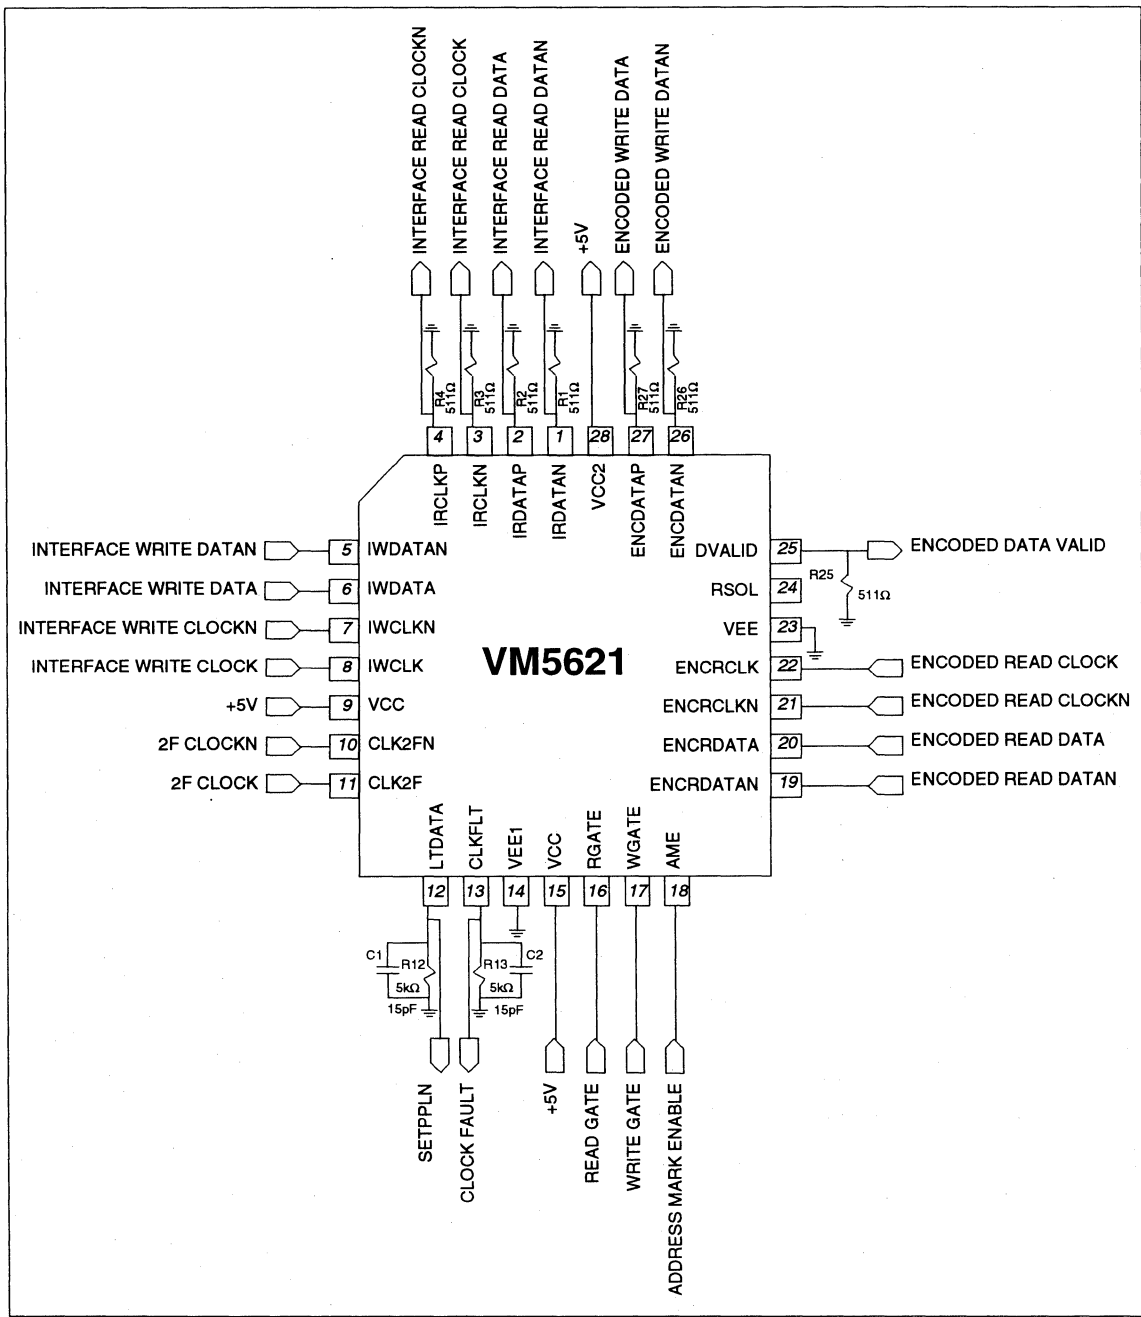 INTERFACE READ CLOCKN
INTERFACE READ CLOCK
INTERFACE READ DATA
INTERFACE READ DATAN
+5V
ENCODED WRITE DATA
ENCODED WRITE DATAN
R4
511Ω
R3
511Ω
R2
511Ω
R1
511Ω
R27
511Ω
R26
511Ω
4
3
2
1
28
27
26
IRCLKP
IRCLKN
IRDATAP
IRDATAN
VCC2
ENCDATAP
ENCDATAN
INTERFACE WRITE DATAN 5 IWDATAN
INTERFACE WRITE DATA 6 IWDATA
INTERFACE WRITE CLOCKN 7 IWCLKN
INTERFACE WRITE CLOCK 8 IWCLK
+5V 9 VCC
2F CLOCKN 10 CLK2FN
2F CLOCK 11 CLK2F
VM5621
DVALID 25 ENCODED DATA VALID
R25
511Ω
RSOL 24
VEE 23
ENCRCLK 22 ENCODED READ CLOCK
ENCRCLKN 21 ENCODED READ CLOCKN
ENCRDATA 20 ENCODED READ DATA
ENCRDATAN 19 ENCODED READ DATAN
LTDATA
CLKFLT
VEE1
VCC
RGATE
WGATE
AME
12
13
14
15
16
17
18
C1
R12
5kΩ
15pF
R13
5kΩ
C2
15pF
SETPPLN
CLOCK FAULT
+5V
READ GATE
WRITE GATE
ADDRESS MARK ENABLE